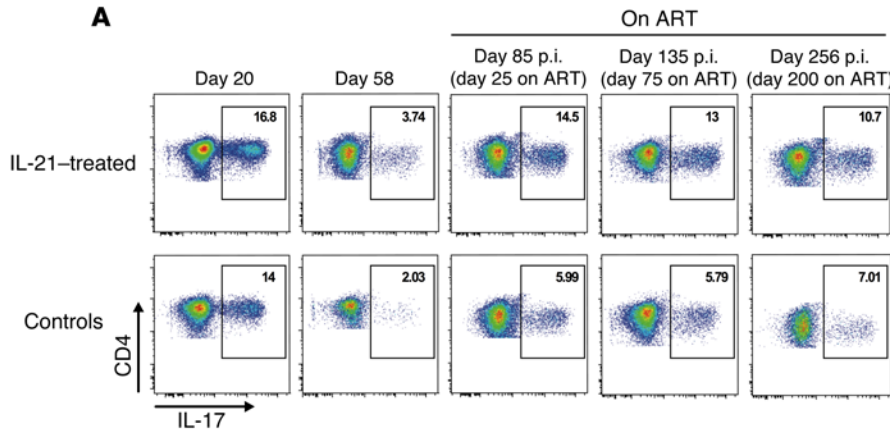 A
On ART
Day 20
Day 58
Day 85 p.i.
(day 25 on ART)
Day 135 p.i.
(day 75 on ART)
Day 256 p.i.
(day 200 on ART)
IL-21–treated
16.8
3.74
14.5
13
10.7
Controls
14
2.03
5.99
5.79
7.01
CD4
IL-17